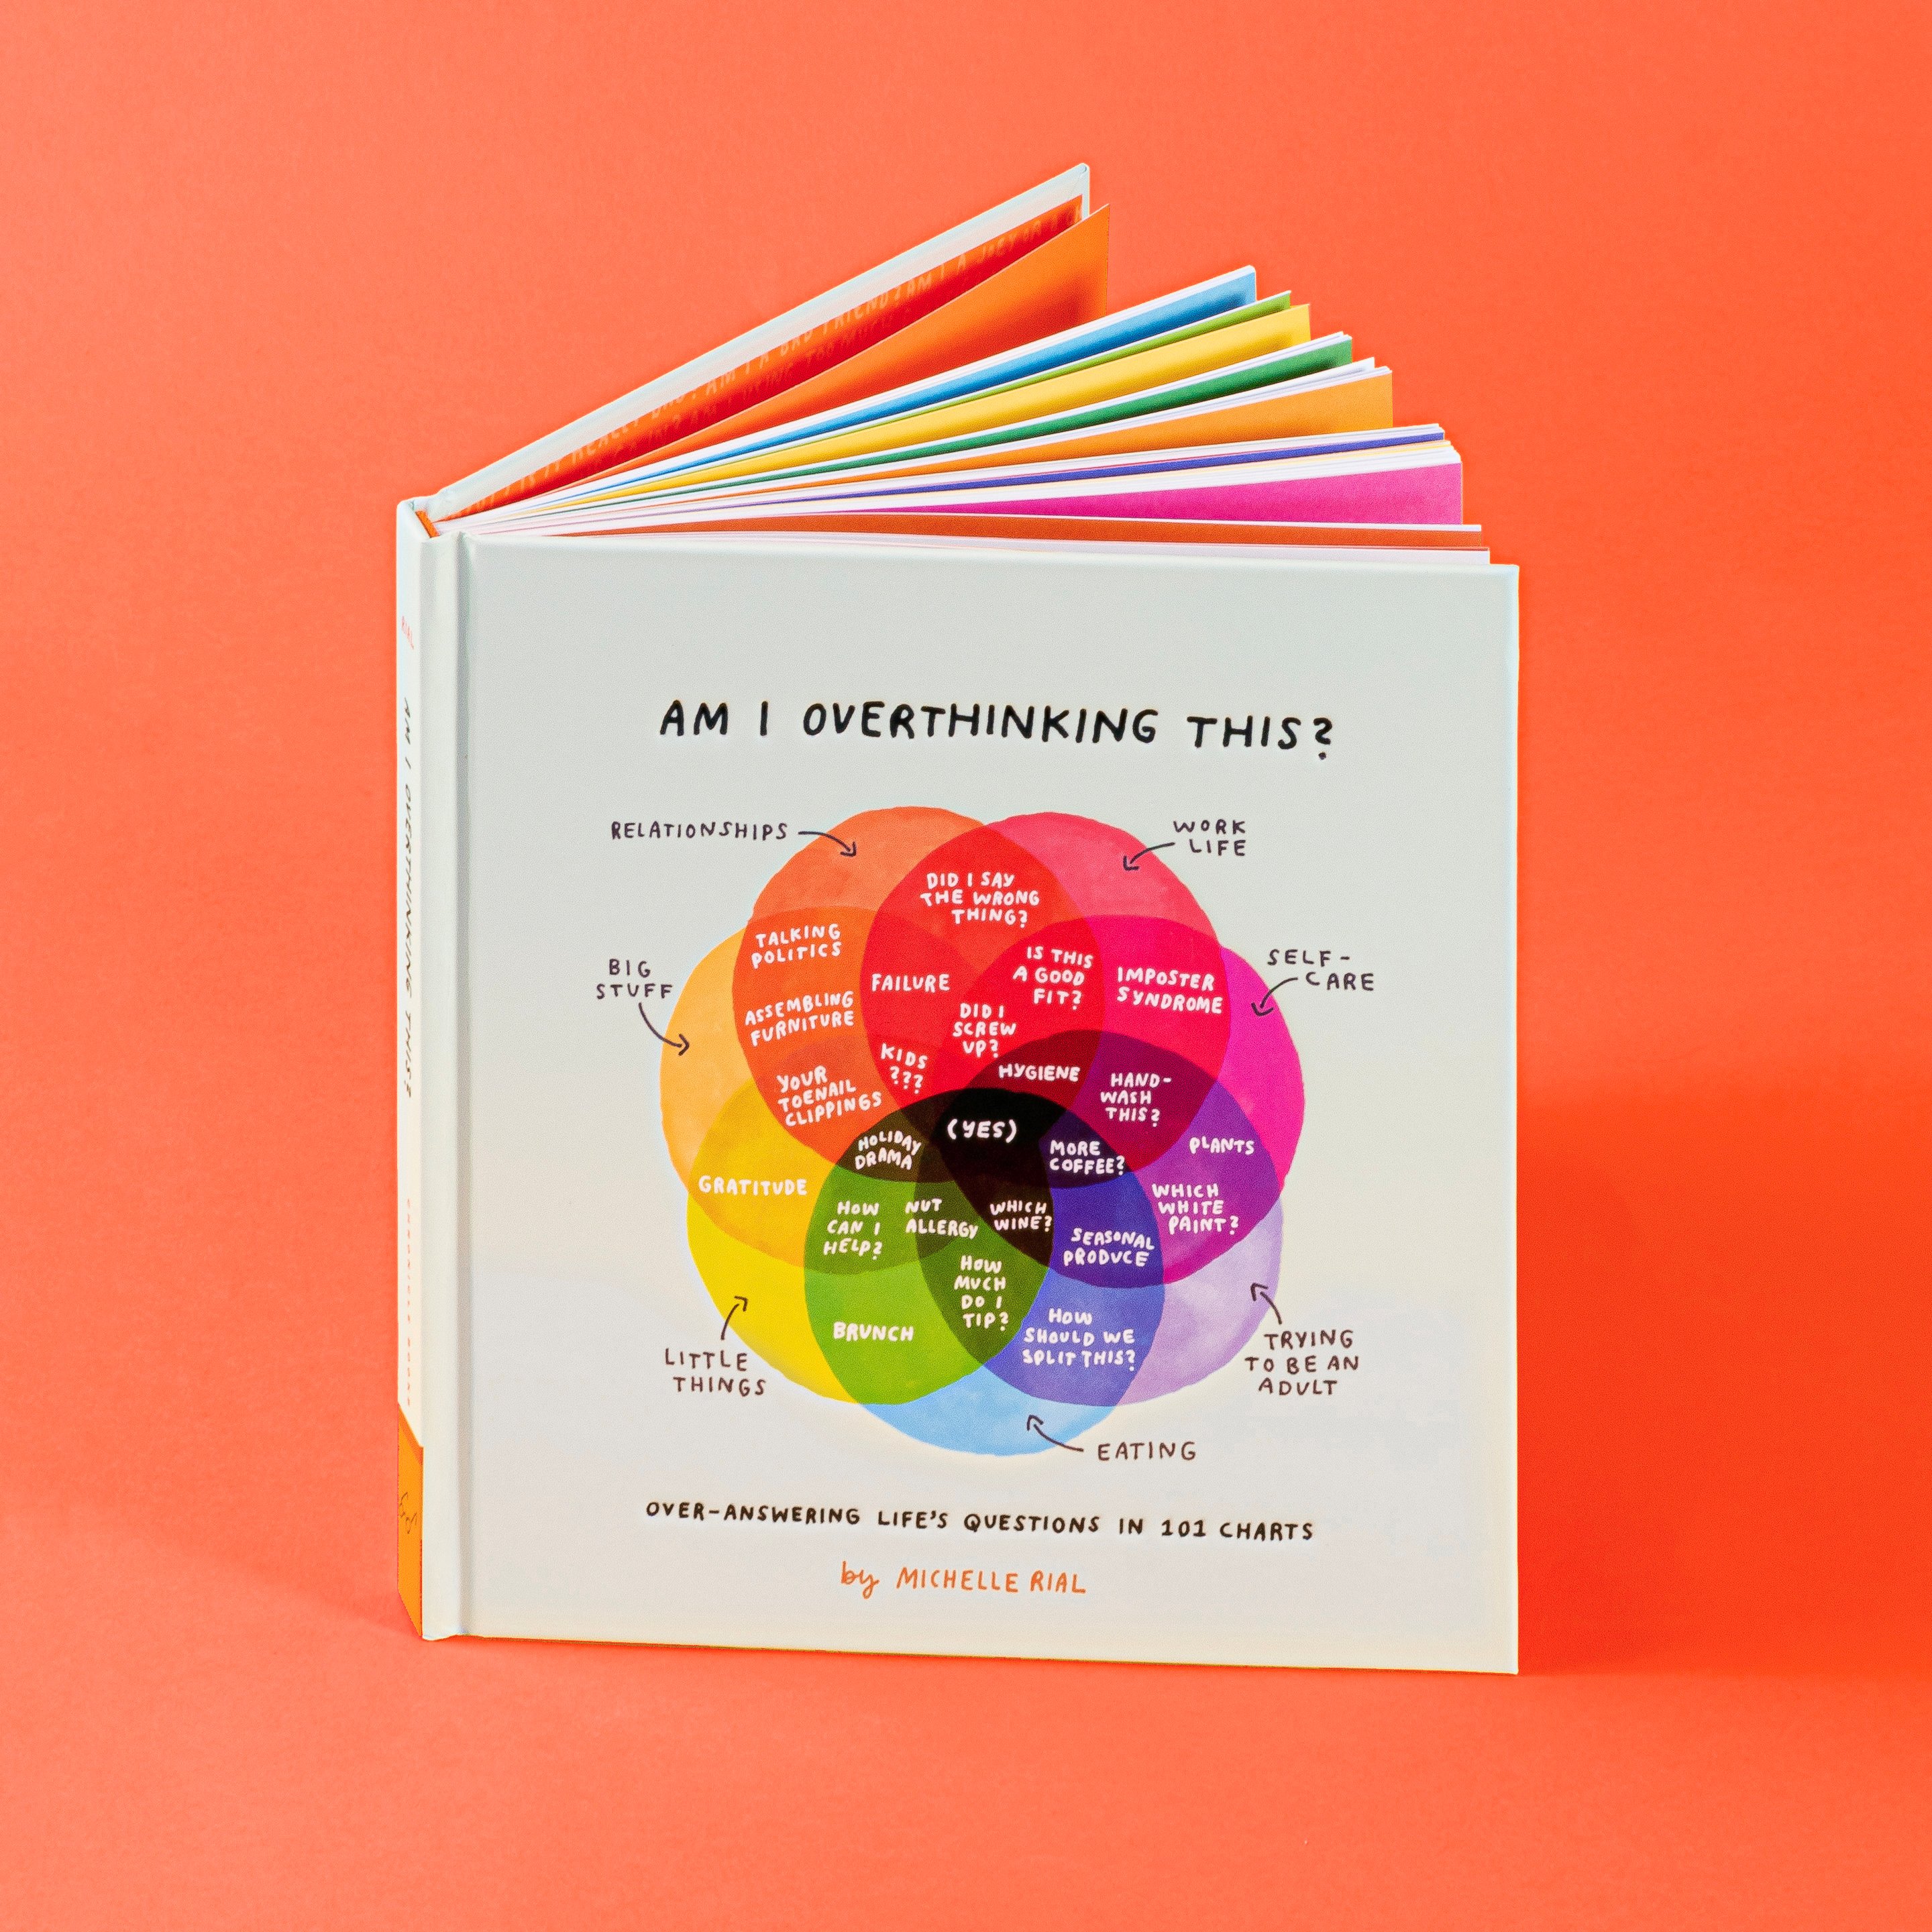 AM I OVERTHINKING THIS?
RELATIONSHIPS
WORK
LIFE
BIG
STUFF
SELF-
CARE
DID I SAY
THE WRONG
THING?
TALKING
POLITICS
FAILURE
IS THIS
A GOOD
FIT?
IMPOSTER
SYNDROME
ASSEMBLING
FURNITURE
DID I
SCREW
UP?
KIDS
???
HYGIENE
YOUR
TOENAIL
CLIPPINGS
HAND-
WASH
THIS?
(YES)
HOLIDAY
DRAMA
MORE
COFFEE?
PLANTS
GRATITUDE
HOW
CAN I
HELP?
NUT
ALLERGY
WHICH
WINE?
WHICH
WHITE
PAINT?
SEASONAL
PRODUCE
HOW
MUCH
DO I
TIP?
BRUNCH
HOW
SHOULD WE
SPLIT THIS?
LITTLE
THINGS
TRYING
TO BE AN
ADULT
EATING
OVER-ANSWERING LIFE'S QUESTIONS IN 101 CHARTS
by MICHELLE RIAL
RIAL
AM I OVERTHINKING THIS?
CHRONICLE BOOKS